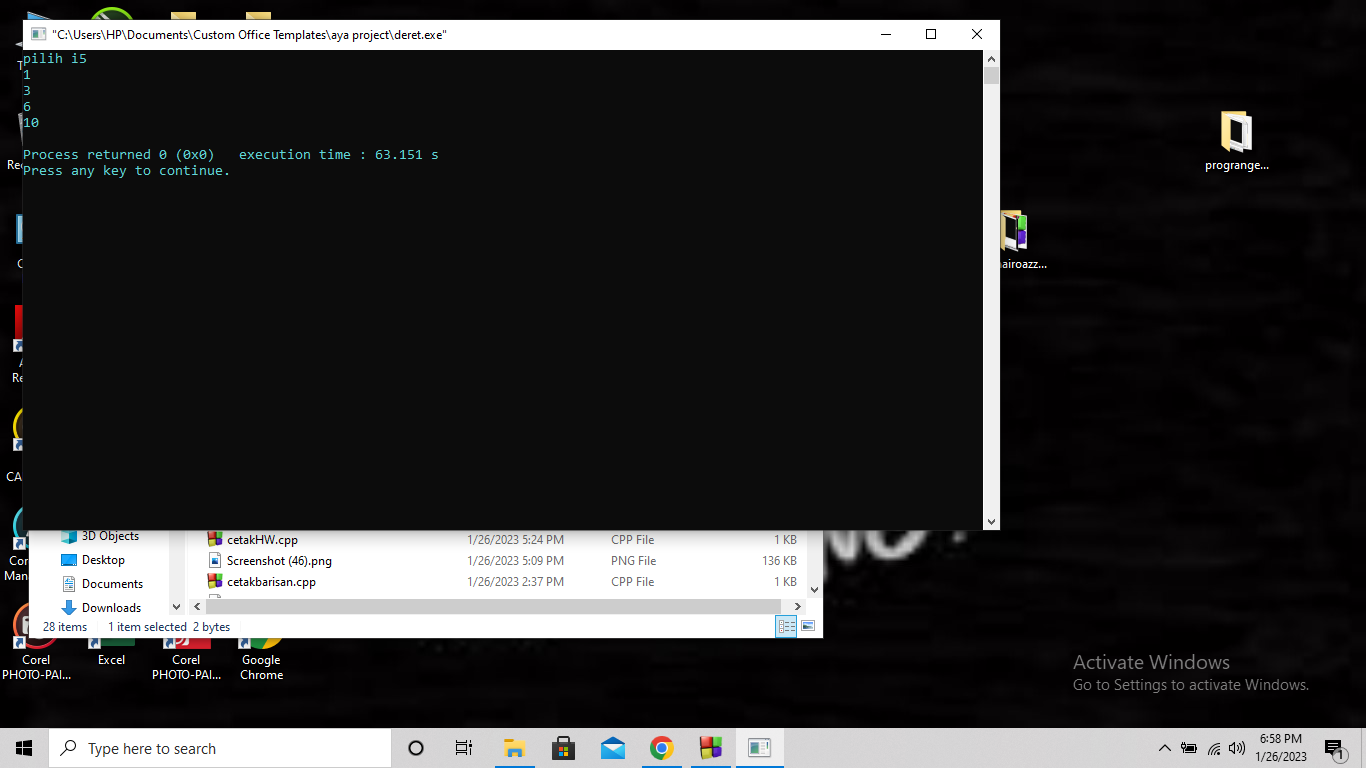 "C:\Users\HP\Documents\Custom Office Templates\aya project\deret.exe"
pilih i5
1
3
6
10
Process returned 0 (0x0)   execution time : 63.151 s
Press any key to continue.
progrange...
airoazz...
3D Objects
cetakHW.cpp 1/26/2023 5:24 PM CPP File 1 KB
Desktop
Screenshot (46).png 1/26/2023 5:09 PM PNG File 136 KB
Documents
cetakbarisan.cpp 1/26/2023 2:37 PM CPP File 1 KB
Downloads
28 items 1 item selected 2 bytes
Corel
PHOTO-PAI...
Excel
Corel
PHOTO-PAI...
Google
Chrome
Activate Windows
Go to Settings to activate Windows.
Type here to search
6:58 PM
1/26/2023
1